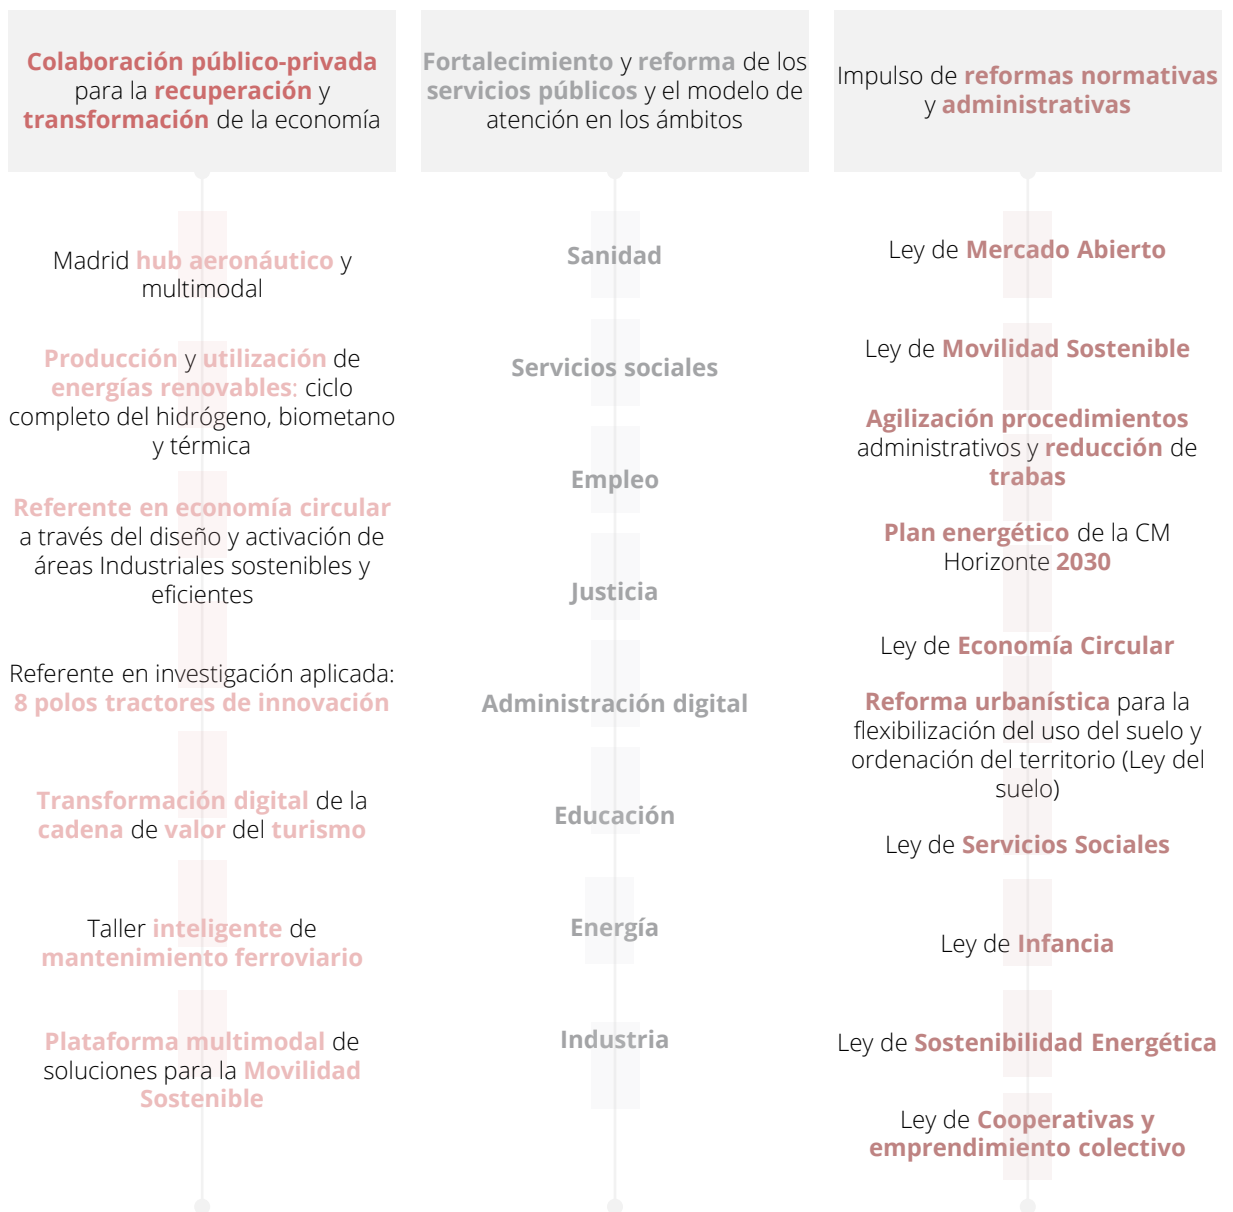 Colaboración público-privada
para la recuperación y
transformación de la economía
Madrid hub aeronáutico y
multimodal
Producción y utilización de
energías renovables: ciclo
completo del hidrógeno, biometano
y térmica
Referente en economía circular
a través del diseño y activación de
áreas Industriales sostenibles y
eficientes
Referente en investigación aplicada:
8 polos tractores de innovación
Transformación digital de la
cadena de valor del turismo
Taller inteligente de
mantenimiento ferroviario
Plataforma multimodal de
soluciones para la Movilidad
Sostenible
Fortalecimiento y reforma de los
servicios públicos y el modelo de
atención en los ámbitos
Sanidad
Servicios sociales
Empleo
Justicia
Administración digital
Educación
Energía
Industria
Impulso de reformas normativas
y administrativas
Ley de Mercado Abierto
Ley de Movilidad Sostenible
Agilización procedimientos
administrativos y reducción de
trabas
Plan energético de la CM
Horizonte 2030
Ley de Economía Circular
Reforma urbanística para la
flexibilización del uso del suelo y
ordenación del territorio (Ley del
suelo)
Ley de Servicios Sociales
Ley de Infancia
Ley de Sostenibilidad Energética
Ley de Cooperativas y
emprendimiento colectivo